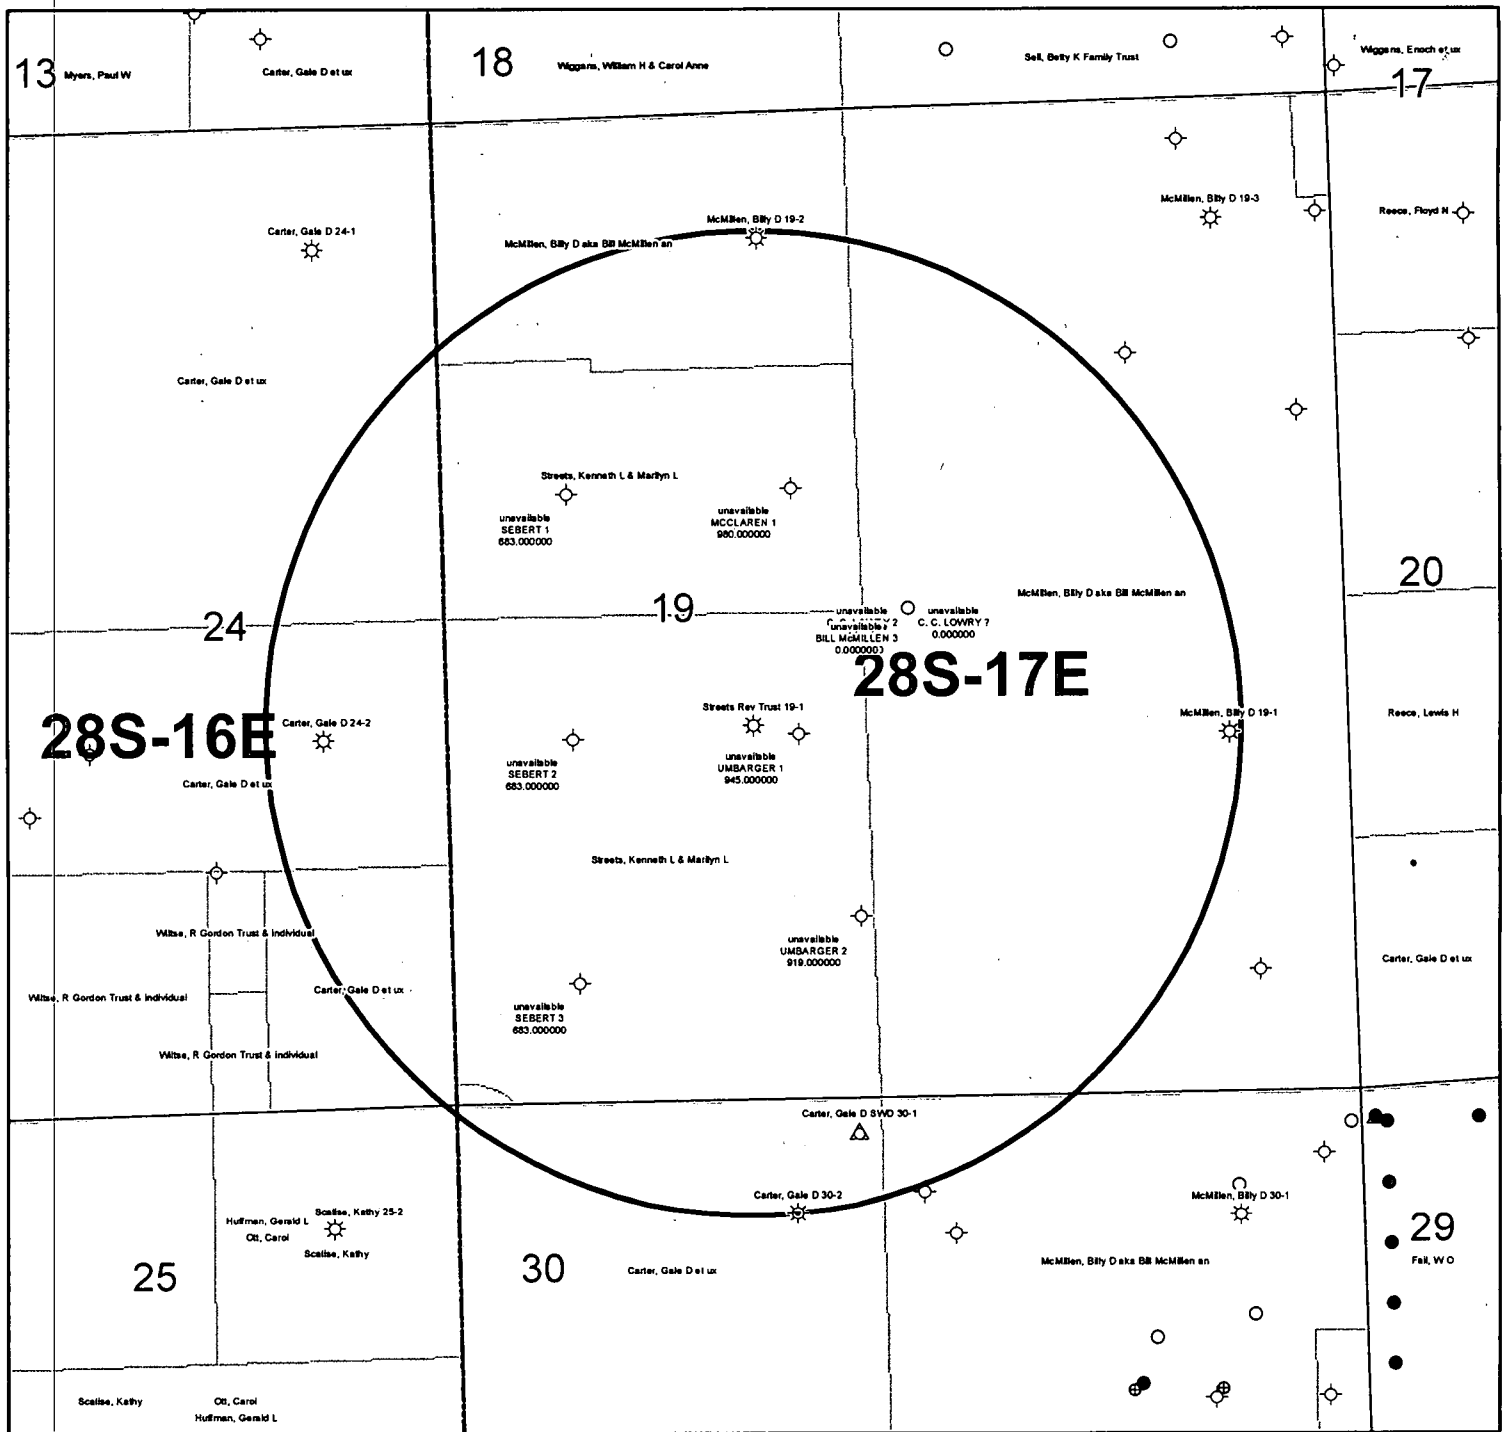 13
Myers, Paul W
Carter, Gale D et ux
18
Wiggans, William H & Carol Anne
Sell, Betty K Family Trust
Wiggans, Enoch et ux
17
Carter, Gale D 24-1
McMillen, Billy D aka Bill McMillen an
McMillen, Billy D 19-2
McMillen, Billy D 19-3
Reece, Floyd N
Carter, Gale D et ux
Streets, Kenneth L & Marilyn L
unavailable
SEBERT 1
683.000000
unavailable
MCCLAREN 1
980.000000
24
19
McMillen, Billy D aka Bill McMillen an
20
unavailable
unavailable
BILL McMILLEN 3
unavailable
C. C. LOWRY ?
0.000000
28S-17E
28S-16E
Carter, Gale D 24-2
Streets Rev Trust 19-1
McMillen, Billy D 19-1
Reece, Lewis H
Carter, Gale D et ux
unavailable
SEBERT 2
683.000000
unavailable
UMBARGER 1
945.000000
Streets, Kenneth L & Marilyn L
Wiltse, R Gordon Trust & Individual
unavailable
UMBARGER 2
919.000000
Carter, Gale D et ux
Wiltse, R Gordon Trust & Individual
Carter, Gale D et ux
unavailable
SEBERT 3
683.000000
Wiltse, R Gordon Trust & Individual
Carter, Gale D SWD 30-1
Carter, Gale D 30-2
McMillen, Billy D 30-1
Huffman, Gerald L
Ott, Carol
Scalise, Kathy 25-2
Scalise, Kathy
29
Fail, W O
25
30
Carter, Gale D et ux
McMillen, Billy D aka Bill McMillen an
Scalise, Kathy
Ott, Carol
Huffman, Gerald L